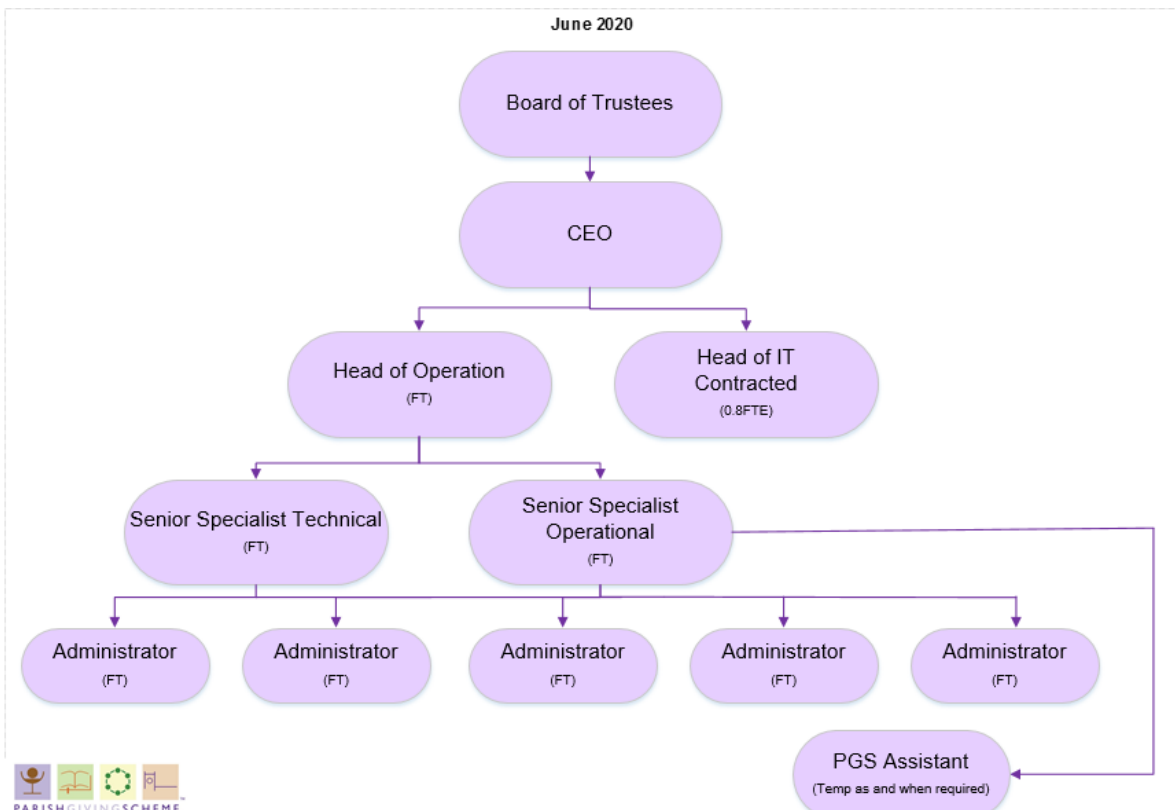 June 2020
Board of Trustees
CEO
Head of Operation
(FT)
Head of IT
Contracted
(0.8FTE)
Senior Specialist Technical
(FT)
Senior Specialist
Operational
(FT)
Administrator
(FT)
Administrator
(FT)
Administrator
(FT)
Administrator
(FT)
Administrator
(FT)
PGS Assistant
(Temp as and when required)
PARISHGIVINGSCHEME™